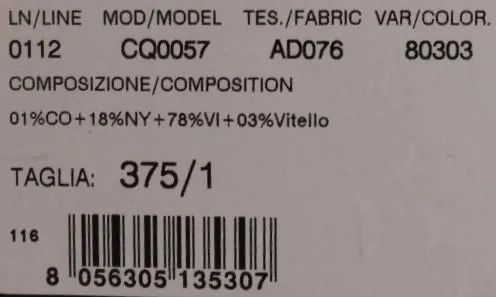 LN/LINE MOD/MODEL TES./FABRIC VAR/COLOR.
0112 CQ0057 AD076 80303
COMPOSIZIONE/COMPOSITION
01%CO+18%NY+78%VI+03%Vitello
TAGLIA: 375/1
116
8 056305 135307